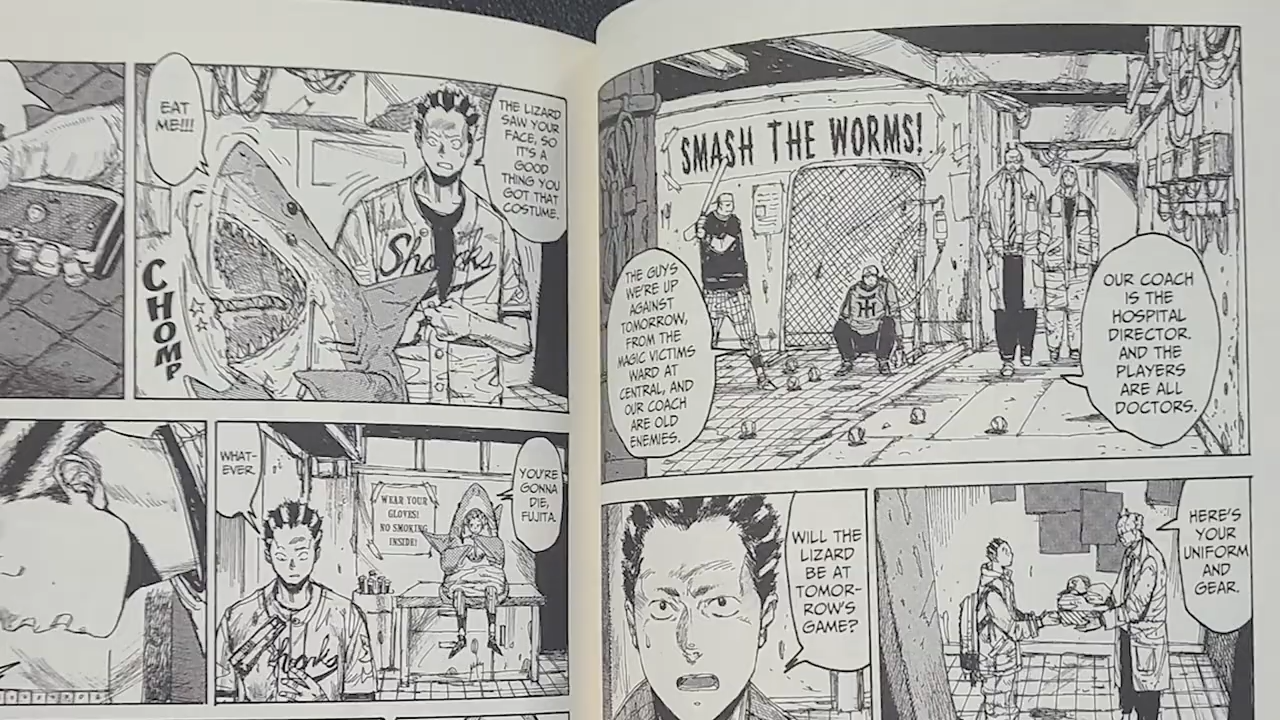 SMASH THE WORMS!
OUR COACH
IS THE
HOSPITAL
DIRECTOR.
AND THE
PLAYERS
ARE ALL
DOCTORS.
THE GUYS
WE'RE UP
AGAINST
TOMORROW,
FROM THE
MAGIC VICTIMS
WARD AT
CENTRAL, AND
OUR COACH
ARE OLD
ENEMIES.
HERE'S
YOUR
UNIFORM
AND
GEAR.
WILL THE
LIZARD
BE AT
TOMOR-
ROW'S
GAME?
THE LIZARD
SAW YOUR
FACE, SO
IT'S A
GOOD
THING YOU
GOT THAT
COSTUME.
Sharks
EAT
ME!!!
CHOMP
YOU'RE
GONNA
DIE,
FUJITA.
WEAR YOUR
GLOVES!
NO SMOKING
INSIDE!
WHAT-
EVER.
Sharks